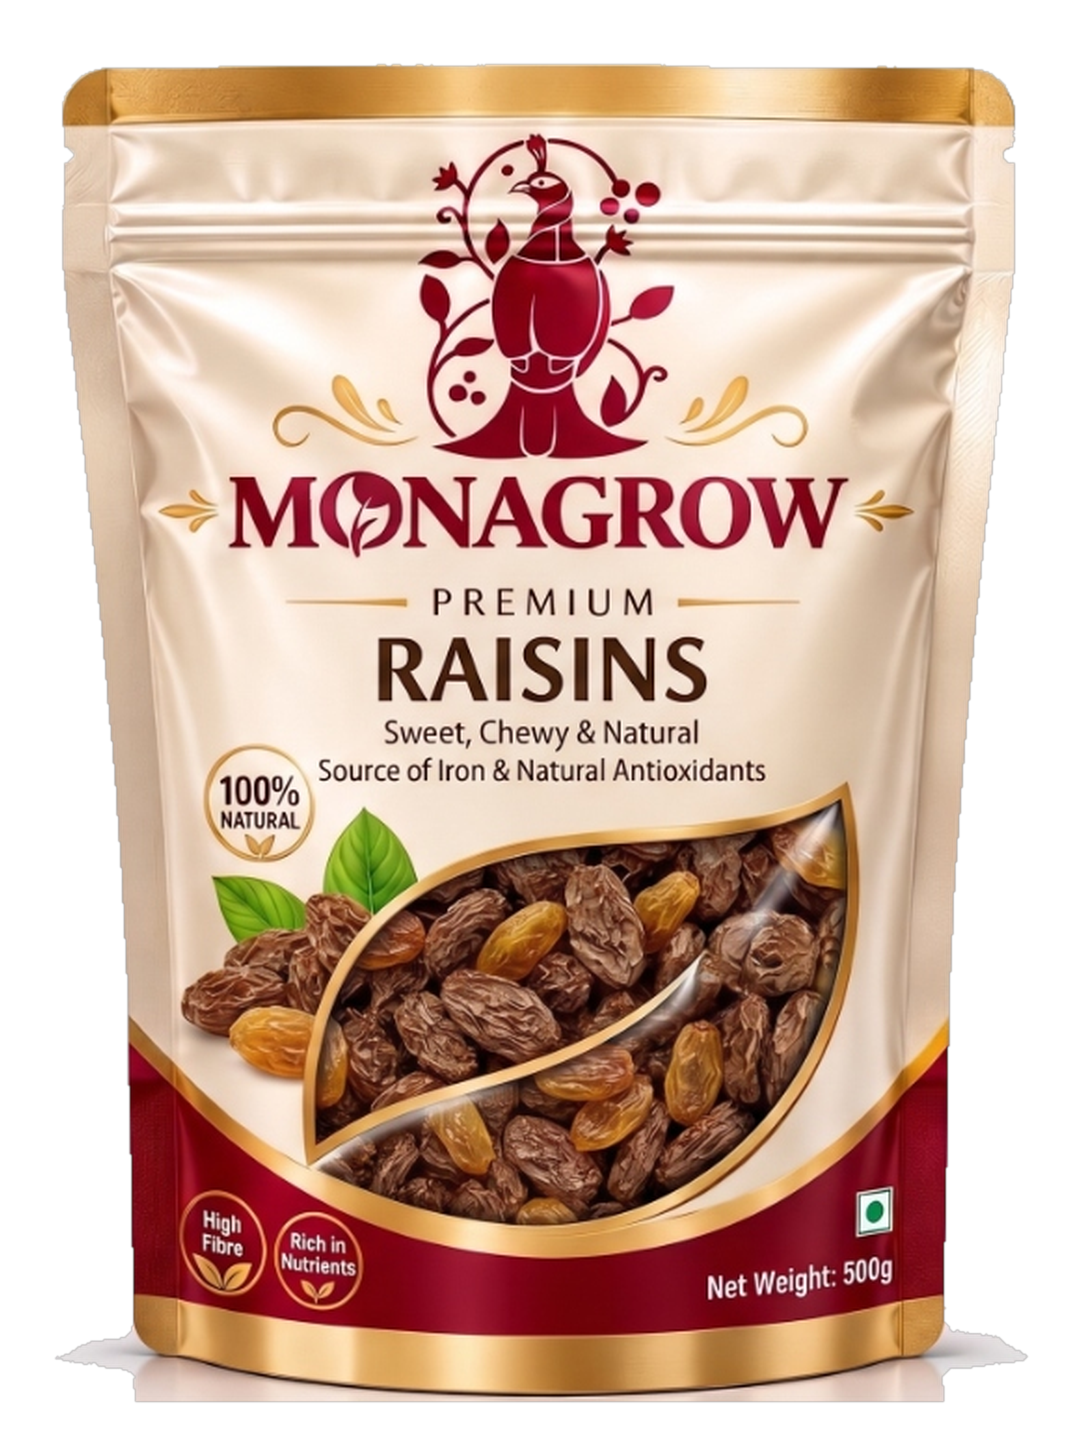 MONAGROW
PREMIUM
RAISINS
Sweet, Chewy & Natural
Source of Iron & Natural Antioxidants
100%
NATURAL
High
Fibre
Rich in
Nutrients
Net Weight: 500g